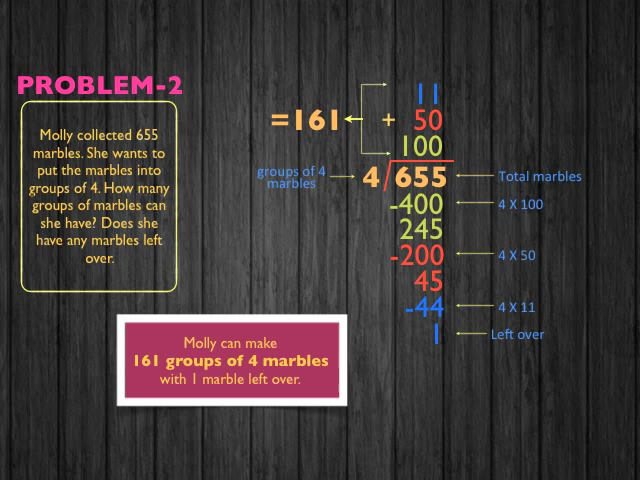 PROBLEM-2
Molly collected 655
marbles. She wants to
put the marbles into
groups of 4. How many
groups of marbles can
she have? Does she
have any marbles left
over.
11
=161 + 50
100
groups of 4
marbles
4 655 Total marbles
-400 4 X 100
245
-200 4 X 50
45
-44 4 X 11
1 Left over
Molly can make
161 groups of 4 marbles
with 1 marble left over.